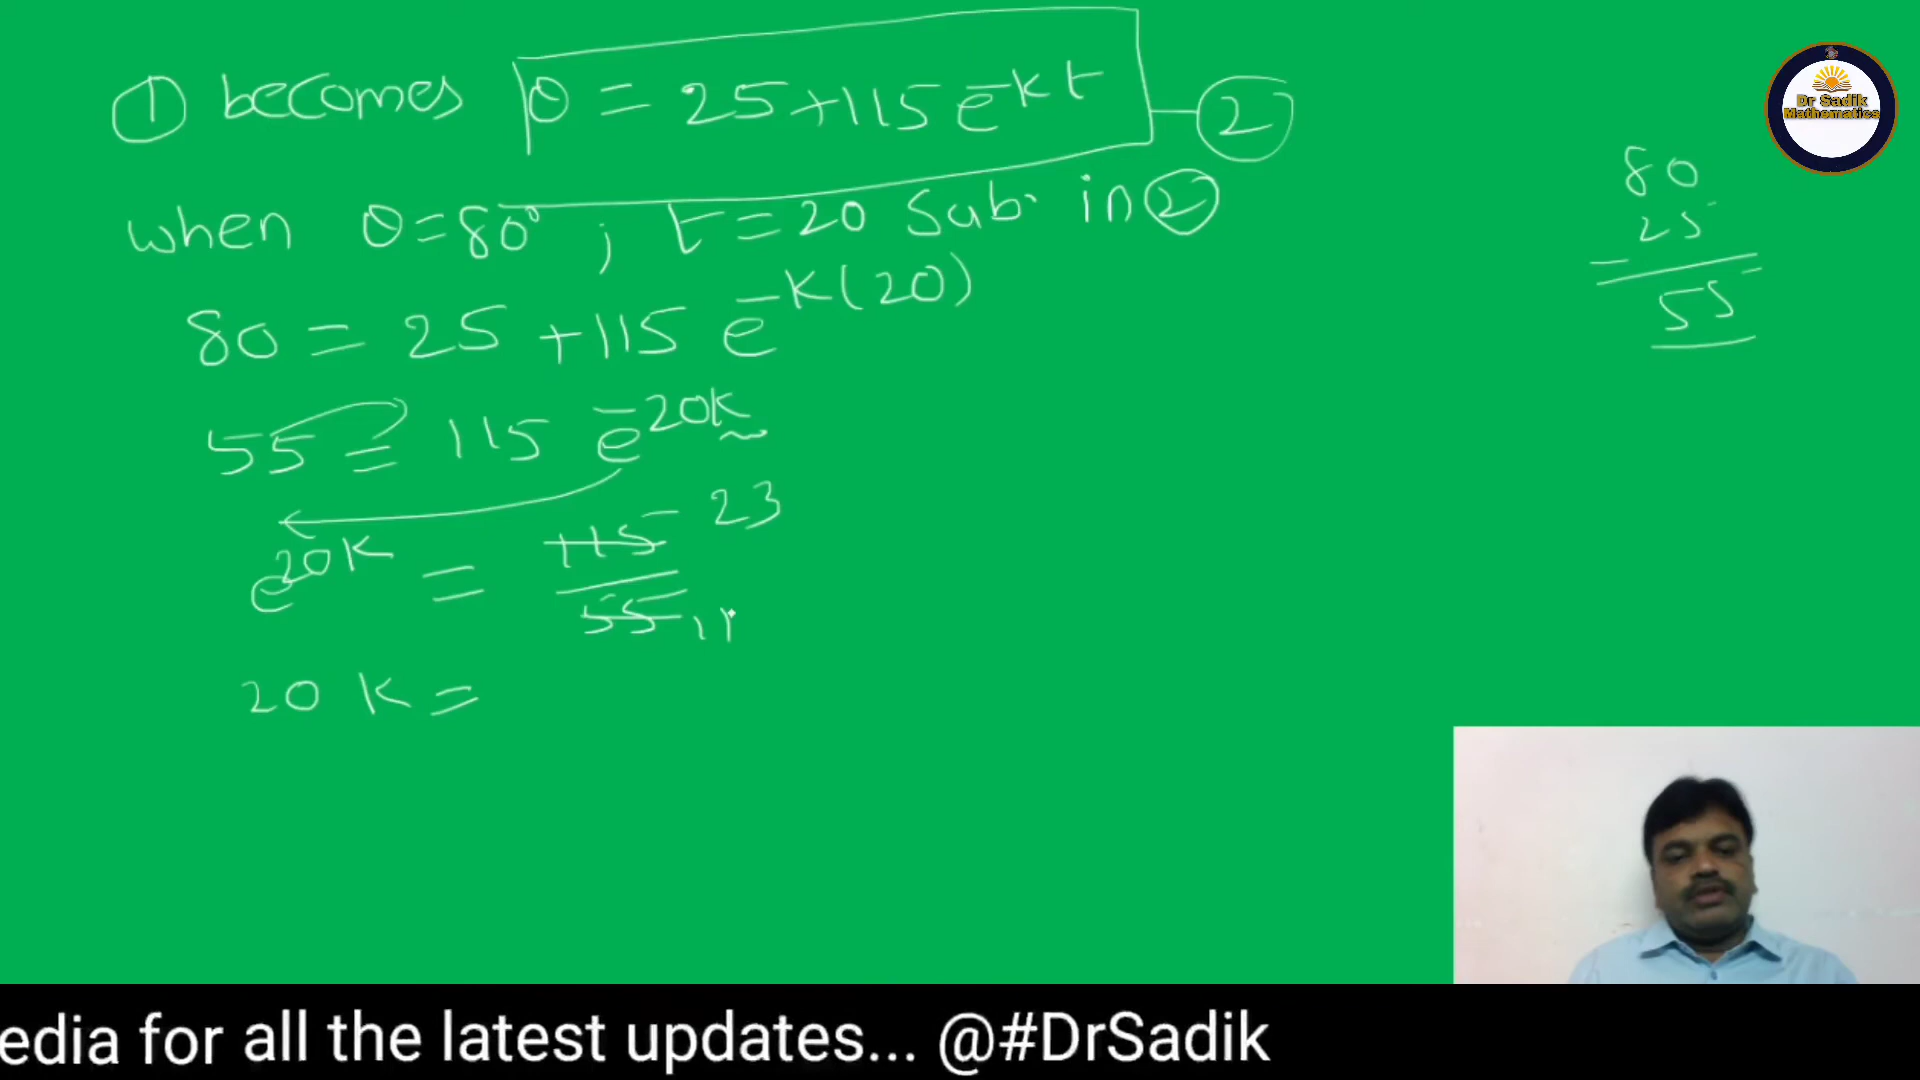 ① becomes θ = 25+115 e^-kt — ②
when θ=80° ; t=20 Sub. in ②
80 = 25 +115 e^-K(20)
55 = 115 e^-20K
e^20K = 115/55 23 11
20 K =
80
25
–
55
Dr Sadik
Mathematics
edia for all the latest updates... @#DrSadik